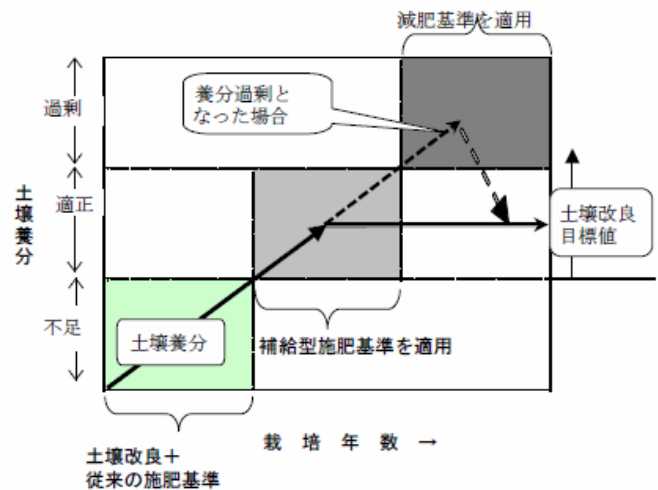 減肥基準を適用
養分過剰と
なった場合
過剰
適正
不足
土壌養分
土壌改良
目標値
土壌養分
補給型施肥基準を適用
栽 培 年 数 →
土壌改良＋
従来の施肥基準